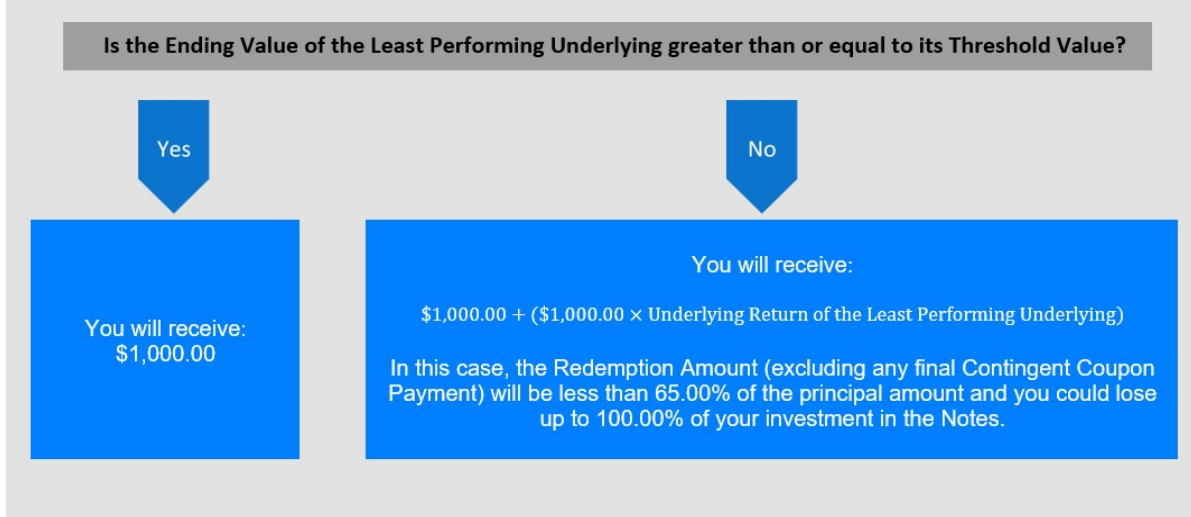 Is the Ending Value of the Least Performing Underlying greater than or equal to its Threshold Value?
Yes
No
You will receive:
$1,000.00
You will receive:
$1,000.00 + ($1,000.00 × Underlying Return of the Least Performing Underlying)
In this case, the Redemption Amount (excluding any final Contingent Coupon
Payment) will be less than 65.00% of the principal amount and you could lose
up to 100.00% of your investment in the Notes.